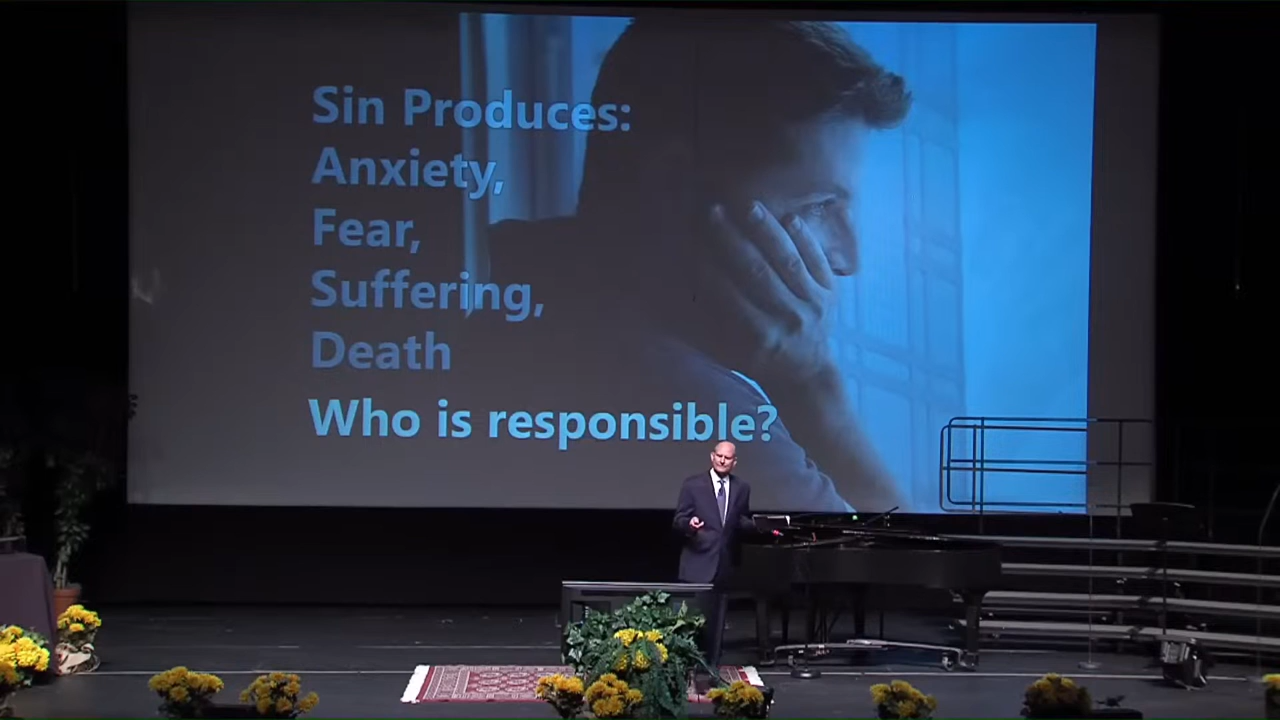 Sin Produces:
Anxiety,
Fear,
Suffering,
Death
Who is responsible?